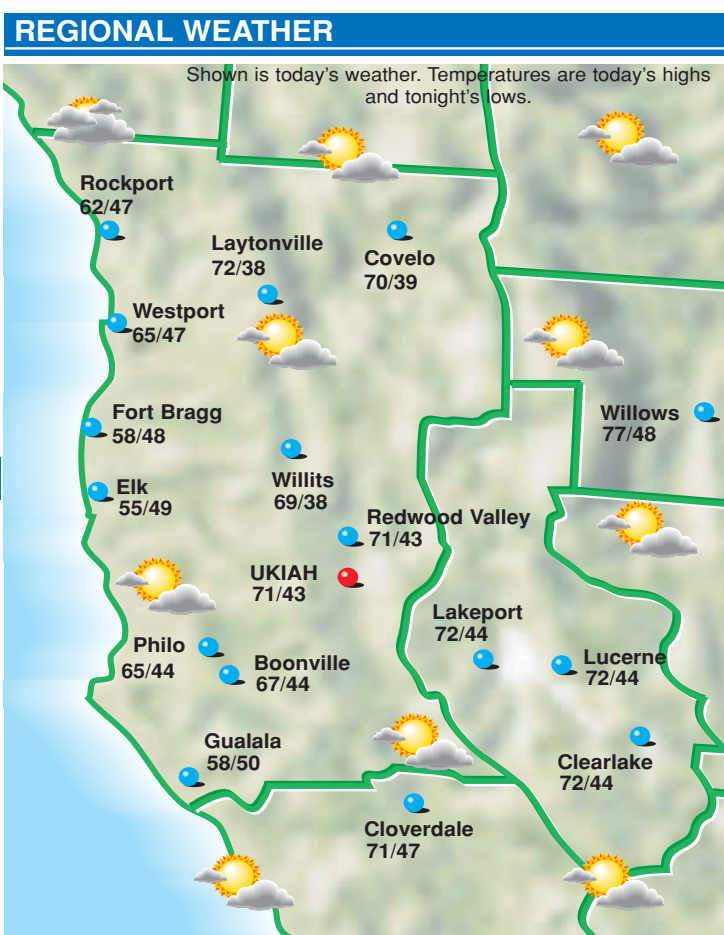 REGIONAL WEATHER
Shown is today's weather. Temperatures are today's highs
and tonight's lows.
Rockport
62/47
Laytonville
72/38
Covelo
70/39
Westport
65/47
Fort Bragg
58/48
Willows
77/48
Willits
69/38
Elk
55/49
Redwood Valley
71/43
UKIAH
71/43
Lakeport
72/44
Philo
65/44
Boonville
67/44
Lucerne
72/44
Gualala
58/50
Clearlake
72/44
Cloverdale
71/47